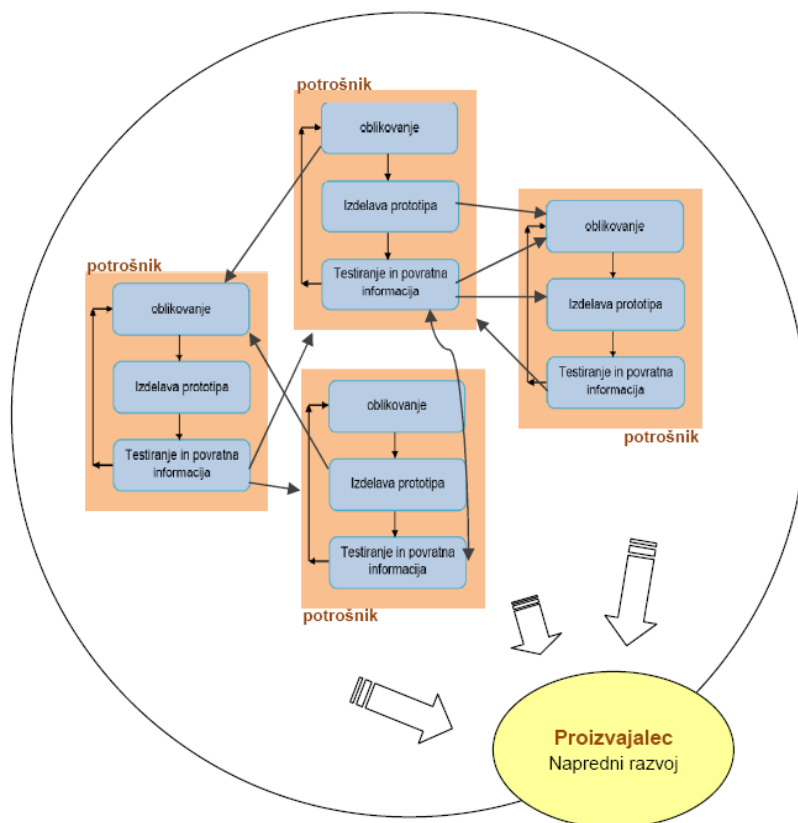 potrošnik
oblikovanje
Izdelava prototipa
Testiranje in povratna
informacija
oblikovanje
Izdelava prototipa
Testiranje in povratna
informacija
potrošnik
potrošnik
oblikovanje
Izdelava prototipa
Testiranje in povratna
informacija
oblikovanje
Izdelava prototipa
Testiranje in povratna
informacija
potrošnik
Proizvajalec
Napredni razvoj